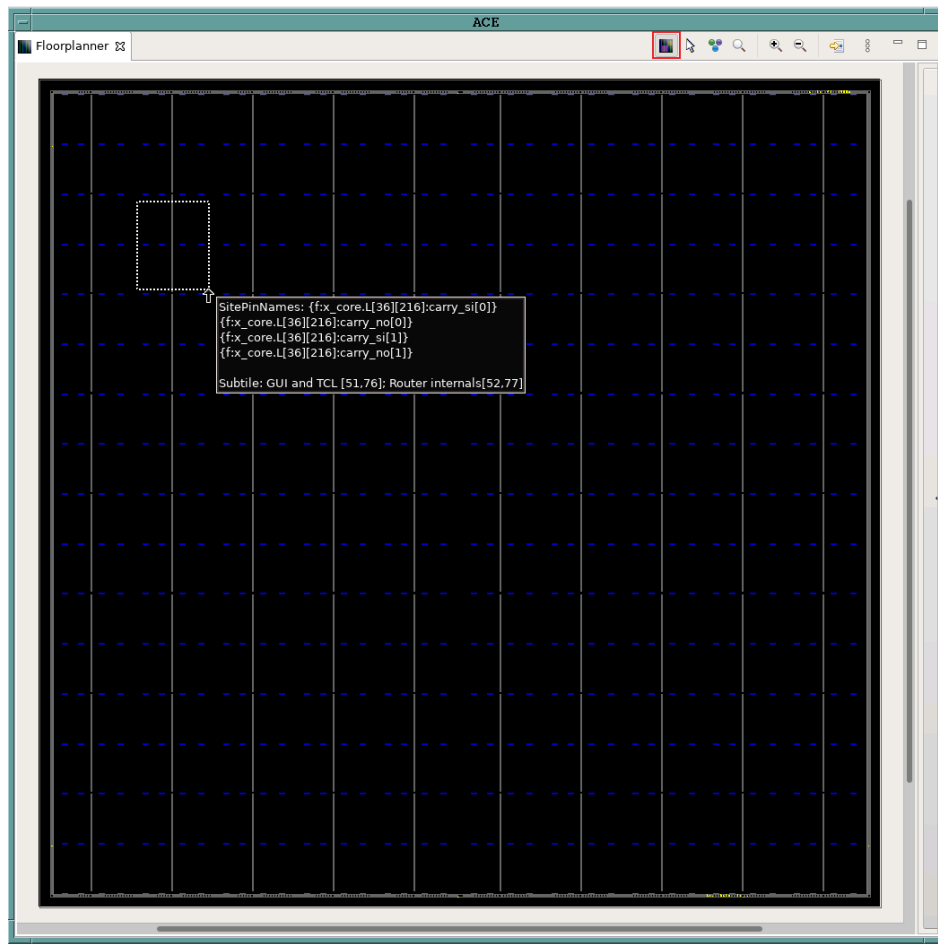 ACE
Floorplanner
SitePinNames: {f:x_core.L[36][216]:carry_si[0]}
{f:x_core.L[36][216]:carry_no[0]}
{f:x_core.L[36][216]:carry_si[1]}
{f:x_core.L[36][216]:carry_no[1]}
Subtile: GUI and TCL [51,76]; Router internals[52,77]